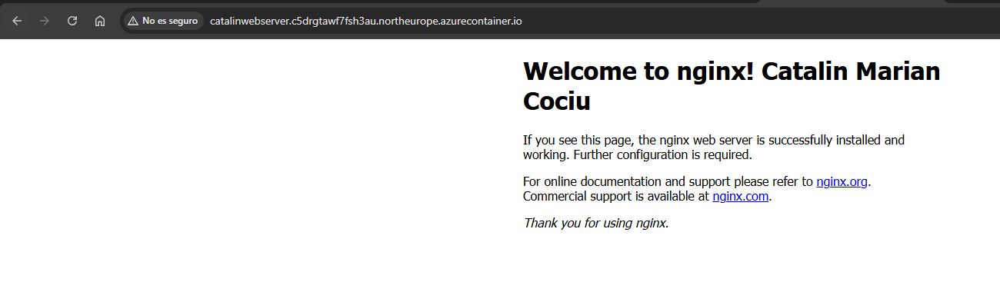 No es seguro catalinwebserver.c5drgtawf7fsh3au.northeurope.azurecontainer.io
Welcome to nginx! Catalin Marian
Cociu
If you see this page, the nginx web server is successfully installed and
working. Further configuration is required.
For online documentation and support please refer to nginx.org.
Commercial support is available at nginx.com.
Thank you for using nginx.